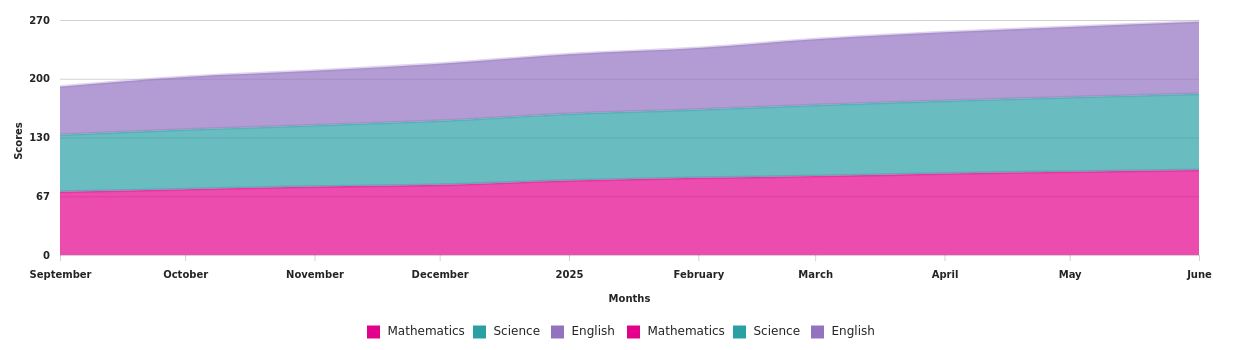 270
200
130
67
0
Scores
September October November December 2025 February March April May June
Months
Mathematics Science English Mathematics Science English